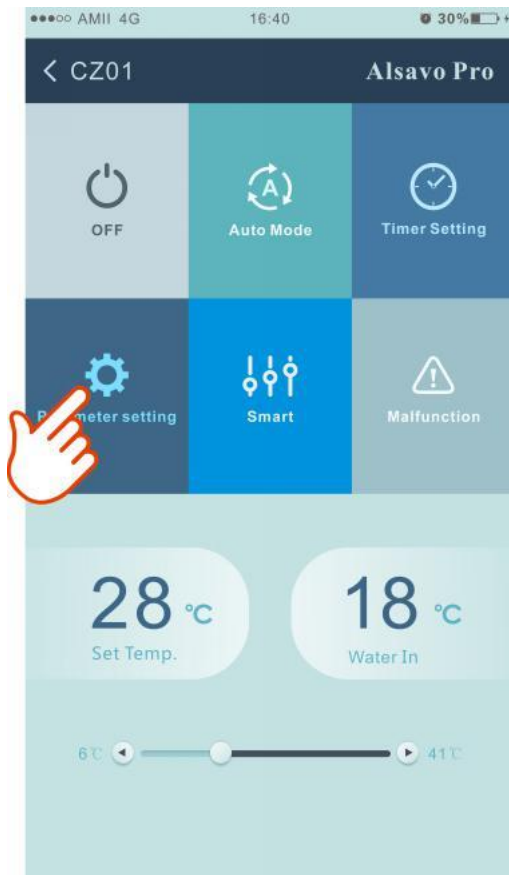 AMII 4G 16:40 30%
CZ01 Alsavo Pro
OFF Auto Mode Timer Setting
meter setting Smart Malfunction
28 ℃ 18 ℃
Set Temp. Water In
6℃ 41℃